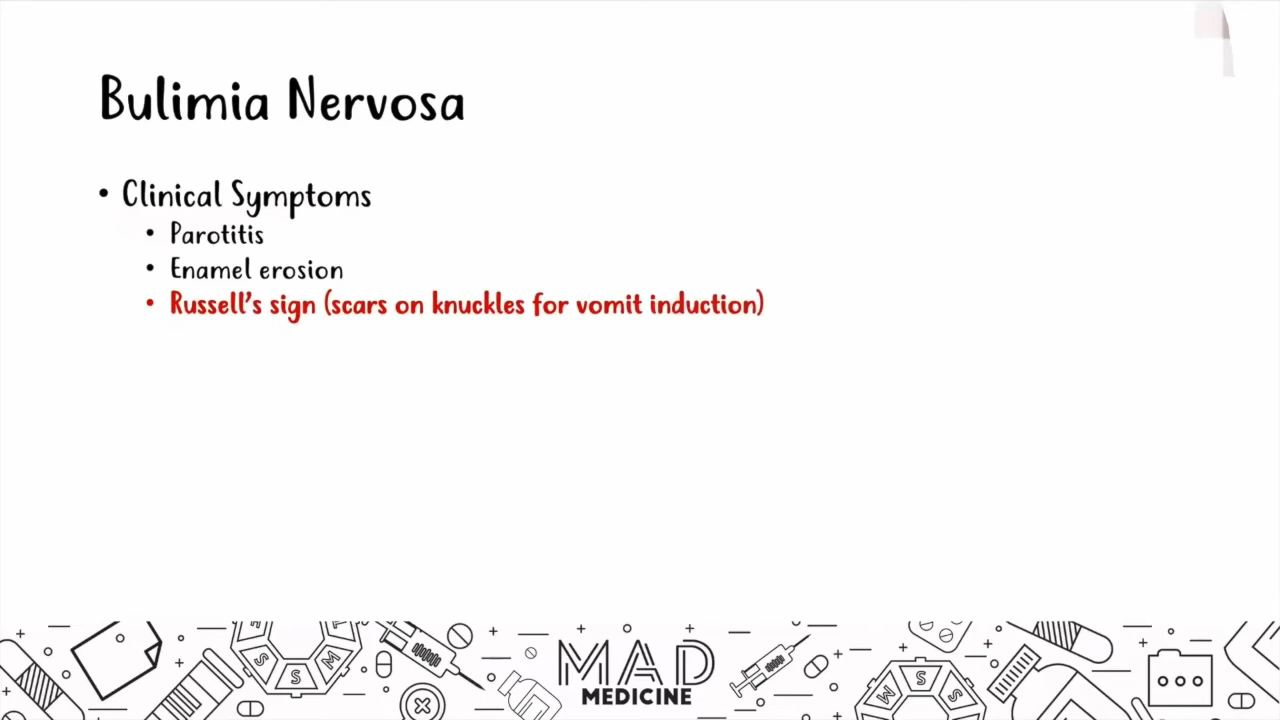 Bulimia Nervosa
• Clinical Symptoms
• Parotitis
• Enamel erosion
• Russell's sign (scars on knuckles for vomit induction)
S
S
M
MAD
MEDICINE
M
S
S